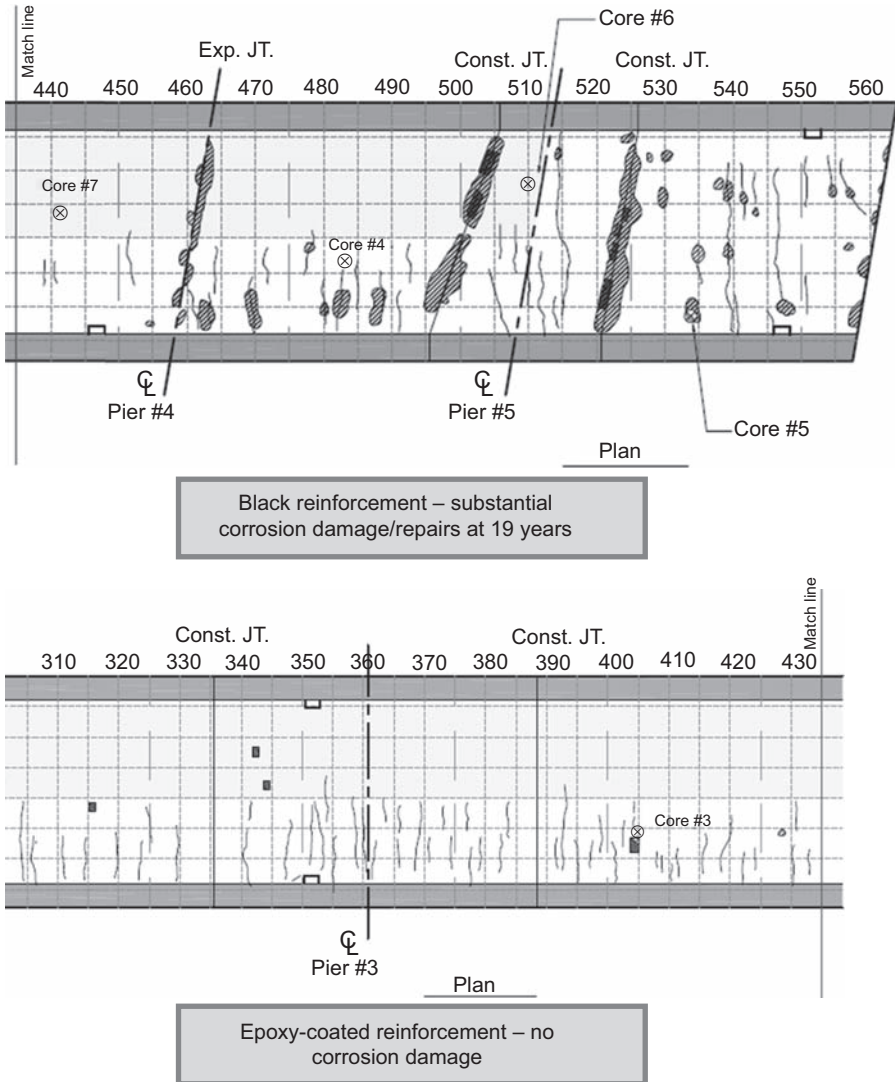 Core #6
Match line
Exp. JT.
Const. JT.
Const. JT.
440 450 460 470 480 490 500 510 520 530 540 550 560
Core #7
Core #4
℄
Pier #4
℄
Pier #5
Core #5
Plan
Black reinforcement – substantial
corrosion damage/repairs at 19 years
Match line
Const. JT.
Const. JT.
310 320 330 340 350 360 370 380 390 400 410 420 430
Core #3
℄
Pier #3
Plan
Epoxy-coated reinforcement – no
corrosion damage